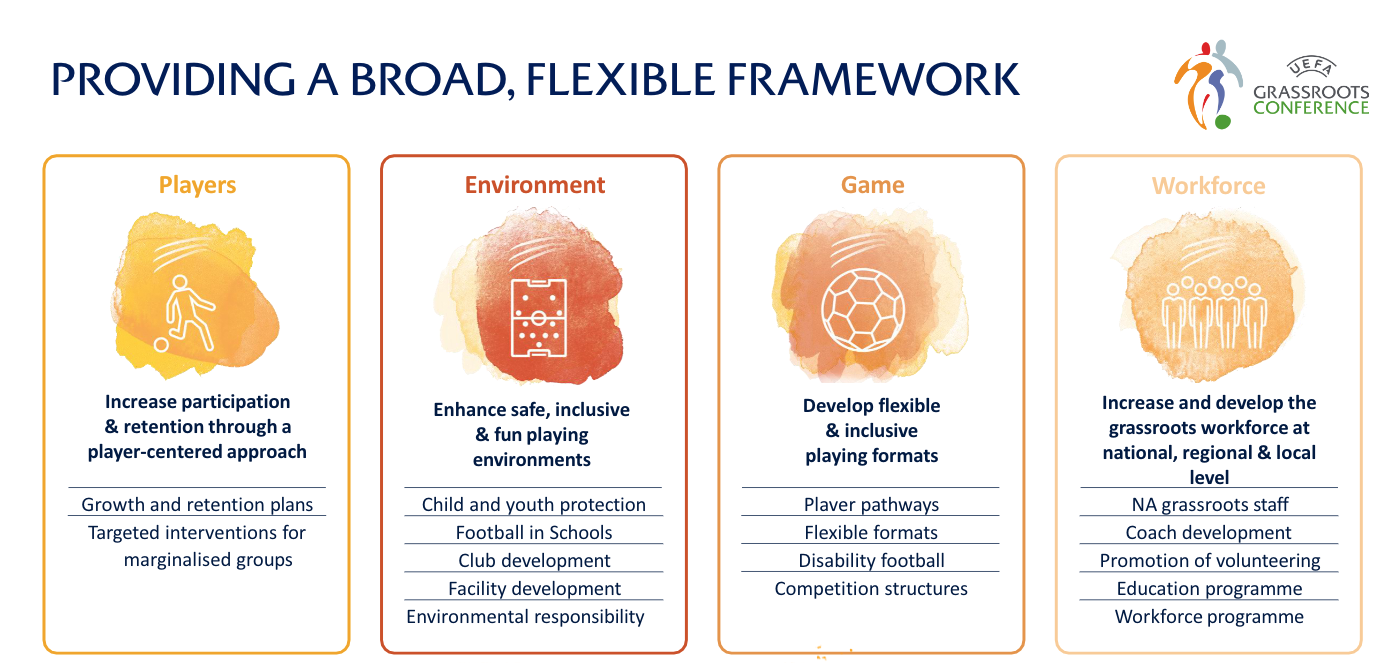 PROVIDING A BROAD, FLEXIBLE FRAMEWORK
UEFA
GRASSROOTS
CONFERENCE
Players
Increase participation
& retention through a
player-centered approach
Growth and retention plans
Targeted interventions for
marginalised groups
Environment
Enhance safe, inclusive
& fun playing
environments
Child and youth protection
Football in Schools
Club development
Facility development
Environmental responsibility
Game
Develop flexible
& inclusive
playing formats
Player pathways
Flexible formats
Disability football
Competition structures
Workforce
Increase and develop the
grassroots workforce at
national, regional & local
level
NA grassroots staff
Coach development
Promotion of volunteering
Education programme
Workforce programme